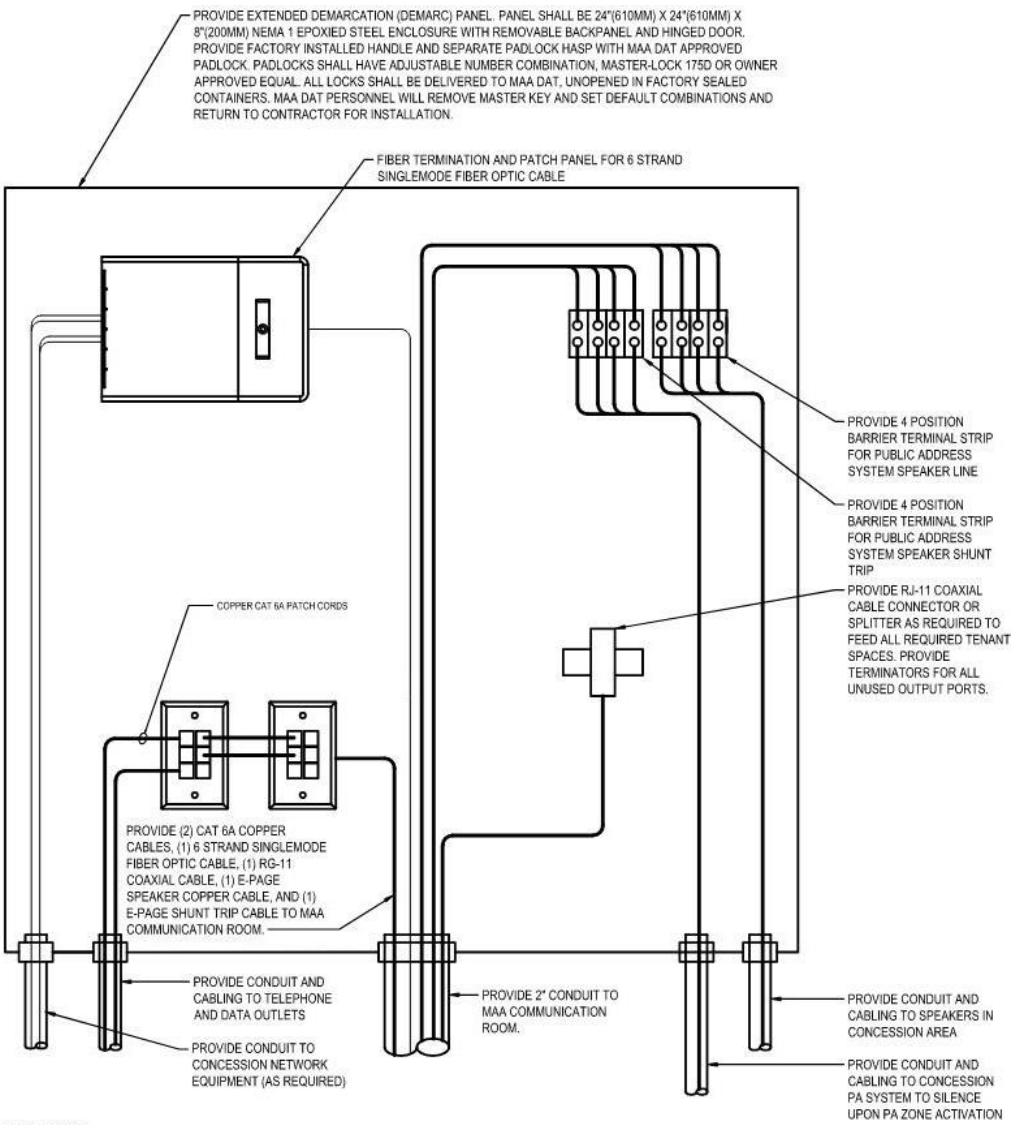 PROVIDE EXTENDED DEMARCATION (DEMARC) PANEL. PANEL SHALL BE 24"(610MM) X 24"(610MM) X
8"(200MM) NEMA 1 EPOXIED STEEL ENCLOSURE WITH REMOVABLE BACKPANEL AND HINGED DOOR.
PROVIDE FACTORY INSTALLED HANDLE AND SEPARATE PADLOCK HASP WITH MAA DAT APPROVED
PADLOCK. PADLOCKS SHALL HAVE ADJUSTABLE NUMBER COMBINATION, MASTER-LOCK 175D OR OWNER
APPROVED EQUAL. ALL LOCKS SHALL BE DELIVERED TO MAA DAT, UNOPENED IN FACTORY SEALED
CONTAINERS. MAA DAT PERSONNEL WILL REMOVE MASTER KEY AND SET DEFAULT COMBINATIONS AND
RETURN TO CONTRACTOR FOR INSTALLATION.
FIBER TERMINATION AND PATCH PANEL FOR 6 STRAND
SINGLEMODE FIBER OPTIC CABLE
PROVIDE 4 POSITION
BARRIER TERMINAL STRIP
FOR PUBLIC ADDRESS
SYSTEM SPEAKER LINE
PROVIDE 4 POSITION
BARRIER TERMINAL STRIP
FOR PUBLIC ADDRESS
SYSTEM SPEAKER SHUNT
TRIP
PROVIDE RJ-11 COAXIAL
CABLE CONNECTOR OR
SPLITTER AS REQUIRED TO
FEED ALL REQUIRED TENANT
SPACES. PROVIDE
TERMINATORS FOR ALL
UNUSED OUTPUT PORTS.
COPPER CAT 6A PATCH CORDS
PROVIDE (2) CAT 6A COPPER
CABLES, (1) 6 STRAND SINGLEMODE
FIBER OPTIC CABLE, (1) RG-11
COAXIAL CABLE, (1) E-PAGE
SPEAKER COPPER CABLE, AND (1)
E-PAGE SHUNT TRIP CABLE TO MAA
COMMUNICATION ROOM.
PROVIDE CONDUIT AND
CABLING TO TELEPHONE
AND DATA OUTLETS
PROVIDE CONDUIT TO
CONCESSION NETWORK
EQUIPMENT (AS REQUIRED)
PROVIDE 2" CONDUIT TO
MAA COMMUNICATION
ROOM.
PROVIDE CONDUIT AND
CABLING TO SPEAKERS IN
CONCESSION AREA
PROVIDE CONDUIT AND
CABLING TO CONCESSION
PA SYSTEM TO SILENCE
UPON PA ZONE ACTIVATION